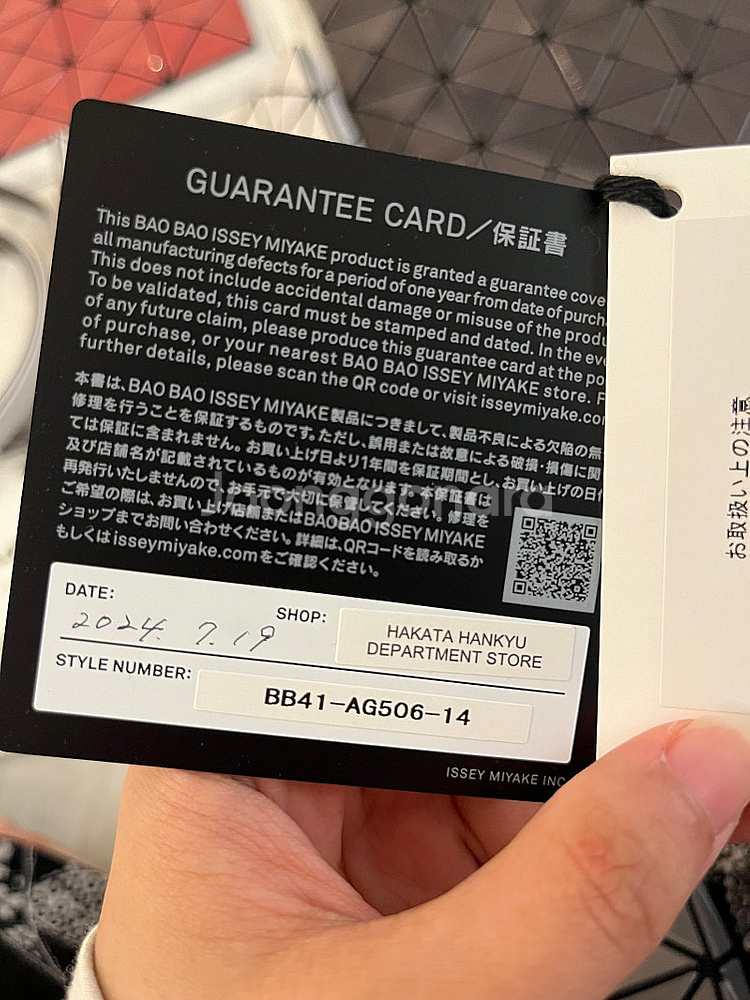 GUARANTEE CARD／保証書
This BAO BAO ISSEY MIYAKE product is granted a guarantee cove
all manufacturing defects for a period of one year from date of purch
This does not include accidental damage or misuse of the produ
To be validated, this card must be stamped and dated. In the eve
of any future claim, please produce this guarantee card at the po
of purchase, or your nearest BAO BAO ISSEY MIYAKE store. F
further details, please scan the QR code or visit isseymiyake.co
本書は、BAO BAO ISSEY MIYAKE製品につきまして、製品不良による欠陥の無
修理を行うことを保証するものです。ただし、誤用または故意による破損・損傷に関
ては保証に含まれません。お買い上げ日より1年間を保証期間とし、お買い上げの日
及び店舗名が記載されているものが有効となります。本保証書は
再発行いたしませんので、お手元で大切に保管してください。修理を
ご希望の際は、お買い上げ店舗またはBAOBAO ISSEY MIYAKE
ショップまでお問い合わせください。詳細は、QRコードを読み取るか
もしくはisseymiyake.comをご確認ください。
DATE:
2024. 7. 19
SHOP:
HAKATA HANKYU
DEPARTMENT STORE
STYLE NUMBER:
BB41-AG506-14
ISSEY MIYAKE INC
お取扱い上の注意